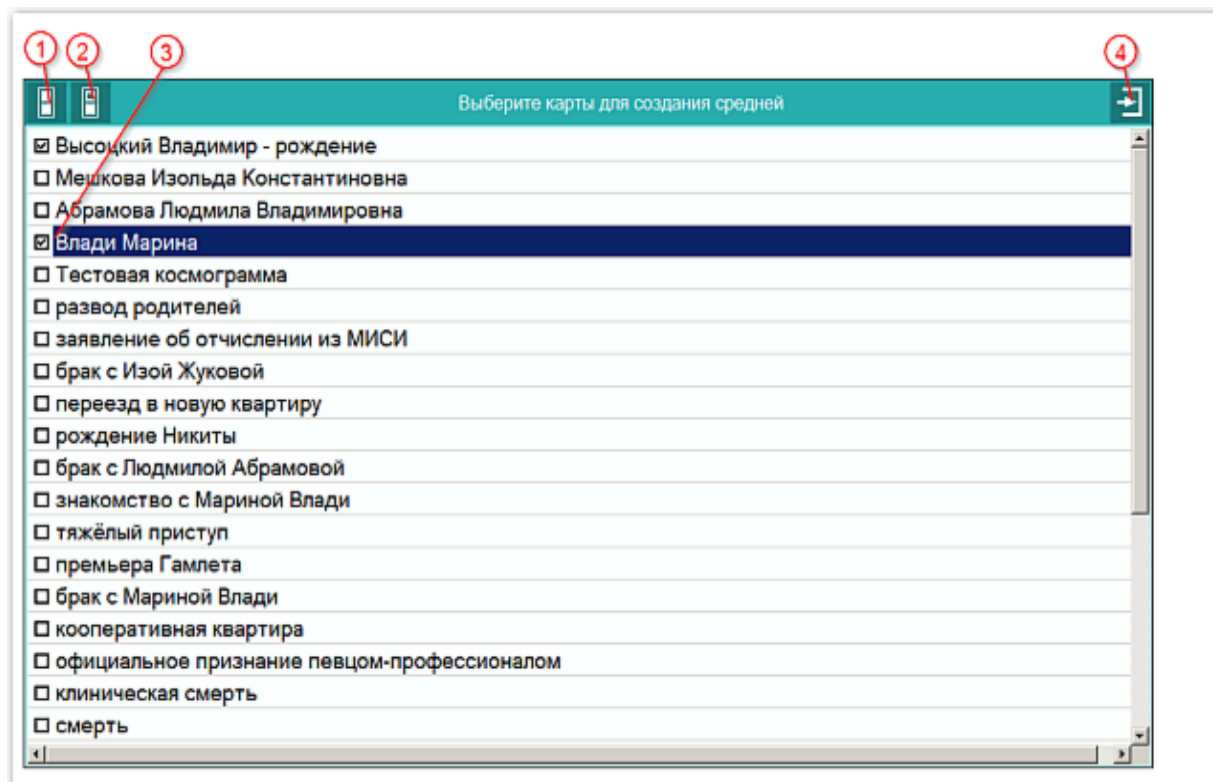 1 2 3 4
Выберите карты для создания средней
Высоцкий Владимир - рождение
Мешкова Изольда Константиновна
Абрамова Людмила Владимировна
Влади Марина
Тестовая космограмма
развод родителей
заявление об отчислении из МИСИ
брак с Изой Жуковой
переезд в новую квартиру
рождение Никиты
брак с Людмилой Абрамовой
знакомство с Мариной Влади
тяжёлый приступ
премьера Гамлета
брак с Мариной Влади
кооперативная квартира
официальное признание певцом-профессионалом
клиническая смерть
смерть